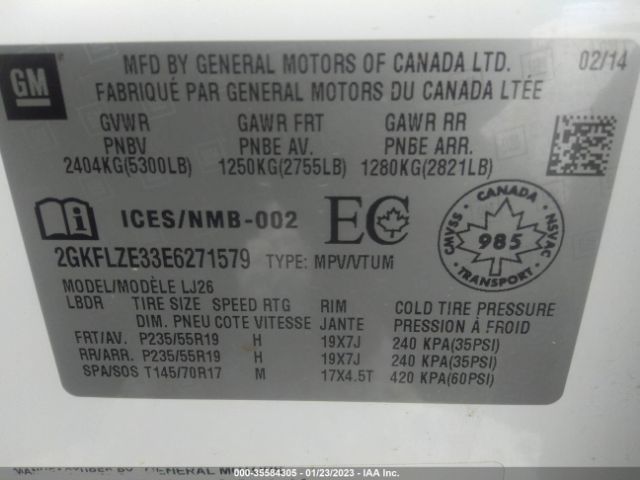 GM
MFD BY GENERAL MOTORS OF CANADA LTD. 02/14
FABRIQUÉ PAR GENERAL MOTORS DU CANADA LTÉE
GVWR GAWR FRT GAWR RR
PNBV PNBE AV. PNBE ARR.
2404KG(5300LB) 1250KG(2755LB) 1280KG(2821LB)
ICES/NMB-002 EC
CANADA
CMVSS NSVAC
985
TRANSPORT
2GKFLZE33E6271579 TYPE: MPV/VTUM
MODEL/MODÈLE LJ26
LBDR TIRE SIZE SPEED RTG RIM COLD TIRE PRESSURE
DIM. PNEU COTE VITESSE JANTE PRESSION À FROID
FRT/AV. P235/55R19 H 19X7J 240 KPA(35PSI)
RR/ARR. P235/55R19 H 19X7J 240 KPA(35PSI)
SPA/SOS T145/70R17 M 17X4.5T 420 KPA(60PSI)
000-35584305 | 01/23/2023 | IAA Inc.